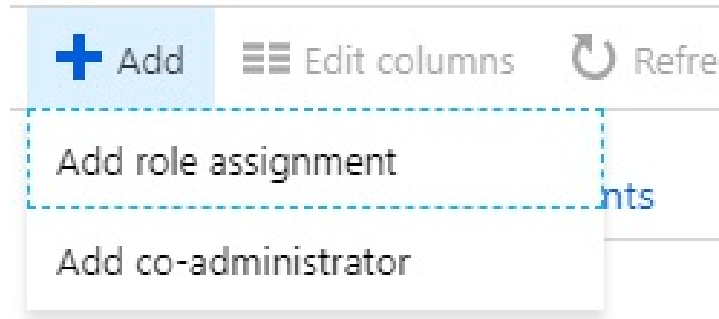 Add Edit columns Refre
Add role assignment
nts
Add co-administrator